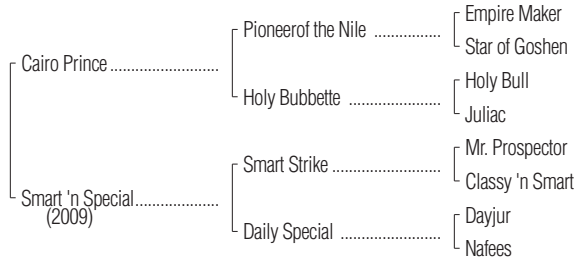 Empire Maker
Pioneerof the Nile ................
Star of Goshen
Cairo Prince ..........................
Holy Bull
Holy Bubbette ......................
Juliac
Mr. Prospector
Smart Strike ..........................
Classy 'n Smart
Smart 'n Special....................
(2009)
Dayjur
Daily Special ........................
Nafees